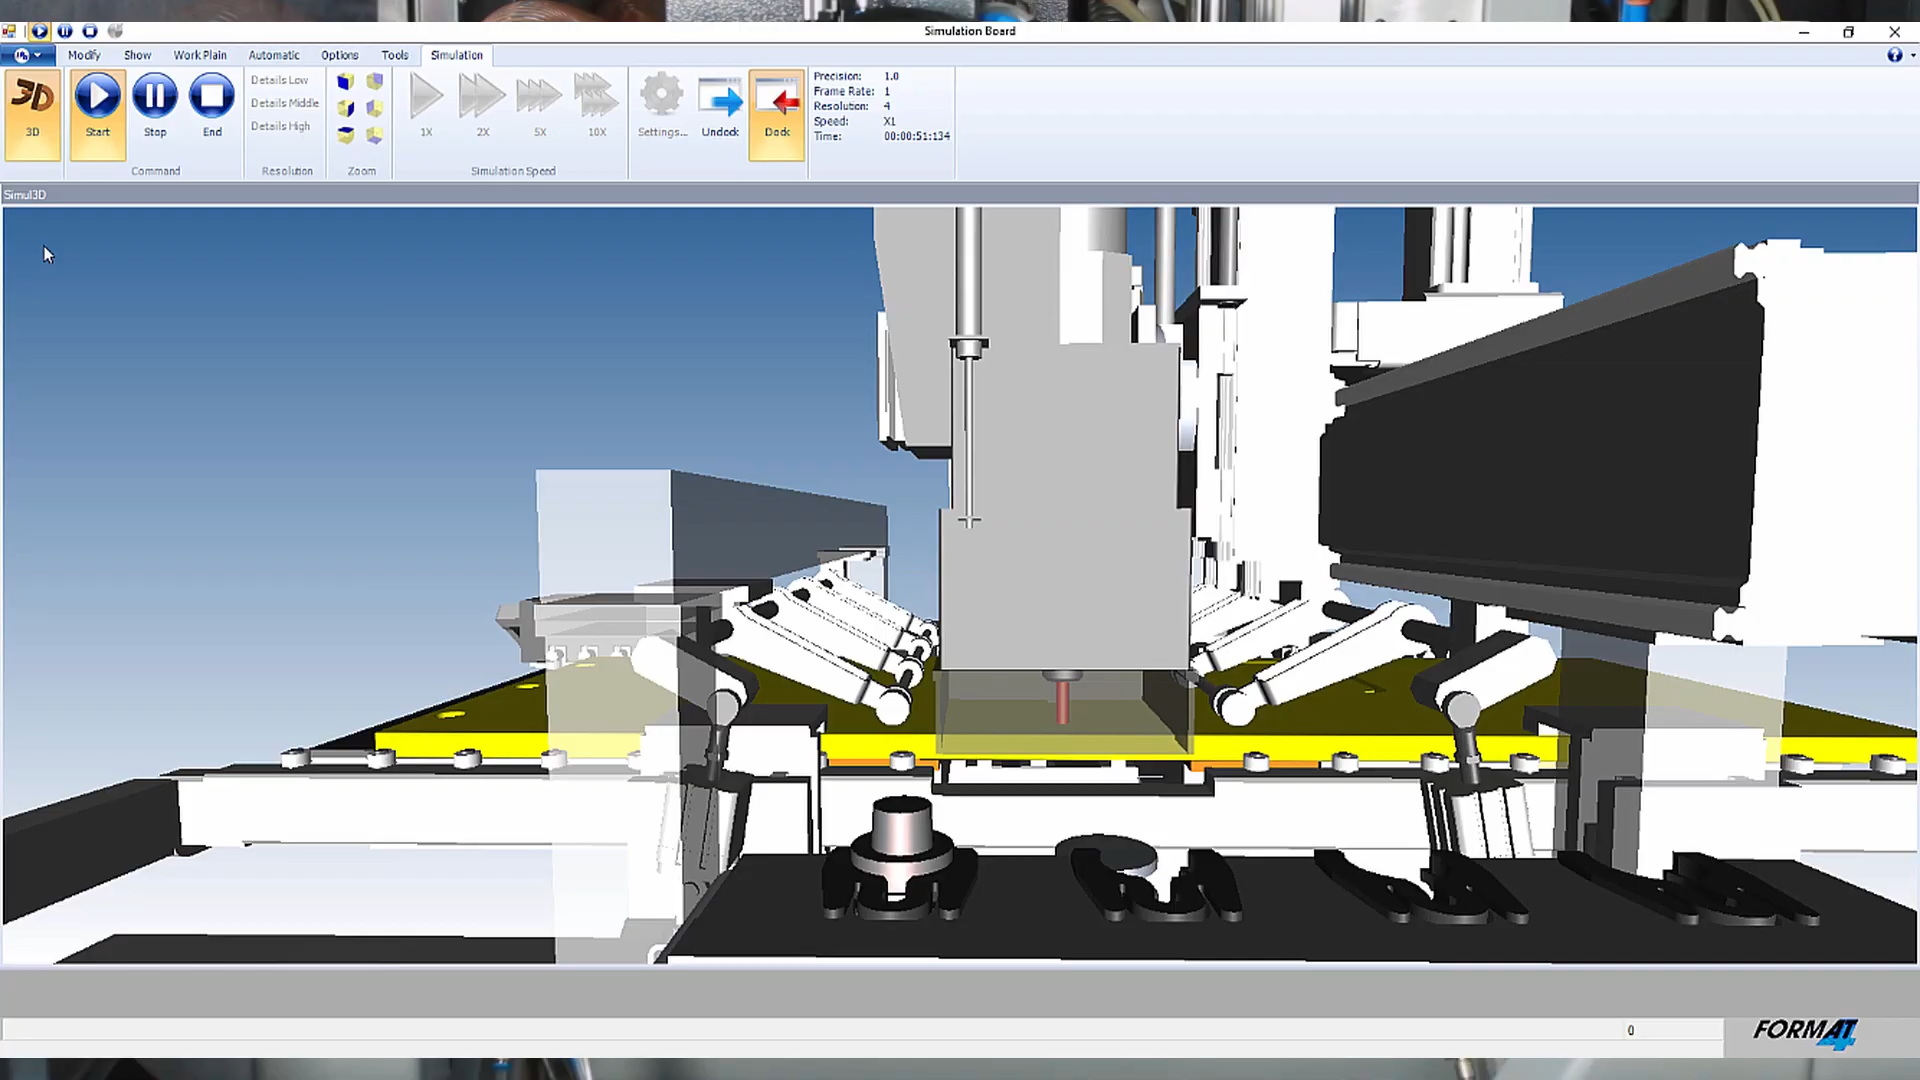 Simulation Board
Modify Show Work Plain Automatic Options Tools Simulation
3D
Start Stop End
Command
Details Low
Details Middle
Details High
Resolution
Zoom
1X 2X 5X 10X
Simulation Speed
Settings... Undock Dock
Precision: 1.0
Frame Rate: 1
Resolution: 4
Speed: X1
Time: 00:00:51:134
Simul3D
0
FORMAT 4